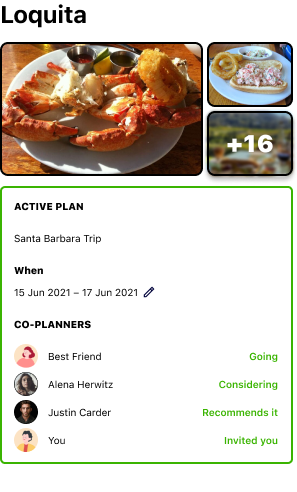 Loquita
+16
ACTIVE PLAN
Santa Barbara Trip
When
15 Jun 2021 – 17 Jun 2021
CO-PLANNERS
Best Friend Going
Alena Herwitz Considering
Justin Carder Recommends it
You Invited you